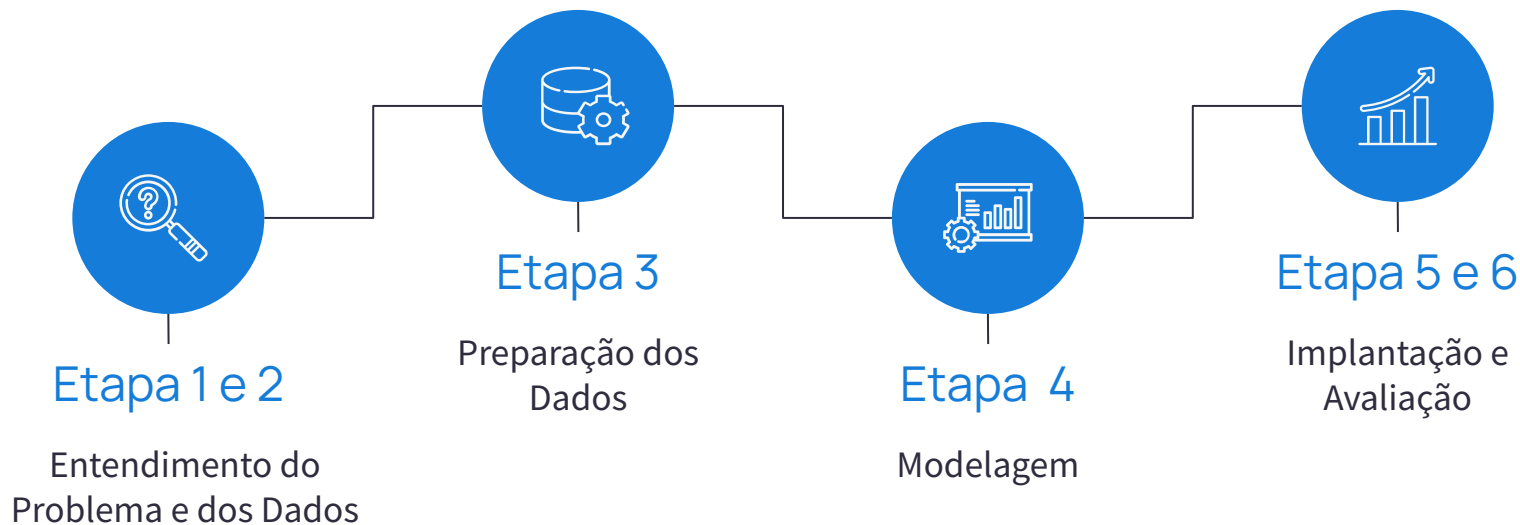 Etapa 1 e 2
Entendimento do
Problema e dos Dados
Etapa 3
Preparação dos
Dados
Etapa 4
Modelagem
Etapa 5 e 6
Implantação e
Avaliação